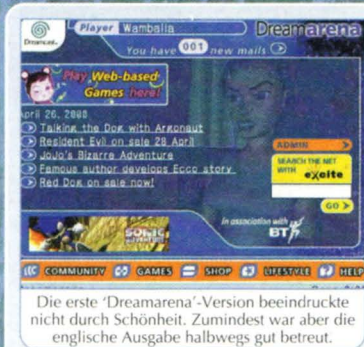 Player Wamballa Dreamarena
Dreamcast.
You have 001 new mails
Play Web-based
Games here!
April 26, 2000
Talking the Dog with Argonaut
Resident Evil on sale 28 April
JoJo's Bizarre Adventure
Famous author develops Ecco story
Red Dog on sale now!
ADMIN
SEARCH THE NET
WITH excite
GO
SONIC
In association with
BT
COMMUNITY GAMES SHOP LIFESTYLE HELP
Die erste 'Dreamarena'-Version beeindruckte
nicht durch Schönheit. Zumindest war aber die
englische Ausgabe halbwegs gut betreut.